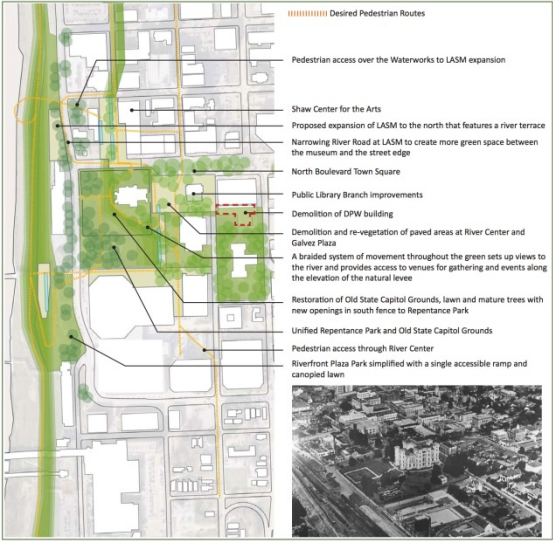 Desired Pedestrian Routes
Pedestrian access over the Waterworks to LASM expansion
Shaw Center for the Arts
Proposed expansion of LASM to the north that features a river terrace
Narrowing River Road at LASM to create more green space between
the museum and the street edge
North Boulevard Town Square
Public Library Branch improvements
Demolition of DPW building
Demolition and re-vegetation of paved areas at River Center and
Galvez Plaza
A braided system of movement throughout the green sets up views to
the river and provides access to venues for gathering and events along
the elevation of the natural levee
Restoration of Old State Capitol Grounds, lawn and mature trees with
new openings in south fence to Repentance Park
Unified Repentance Park and Old State Capitol Grounds
Pedestrian access through River Center
Riverfront Plaza Park simplified with a single accessible ramp and
canopied lawn